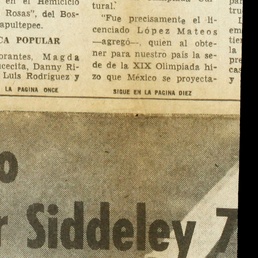 en el Hemiciclo
Rosas", del Bos-
apultepec.
CA POPULAR
orantes, Magda
ucecita, Danny Ri-
Luis Rodríguez y
LA PAGINA ONCE
tural.
"Fue precisamente el li-
cenciado López Mateos
—agregó—, quien al obte-
ner para nuestro país la se-
de de la XIX Olimpiada hi-
zo que México se proyecta-
SIGUE EN LA PAGINA DIEZ
o
r Siddeley 7